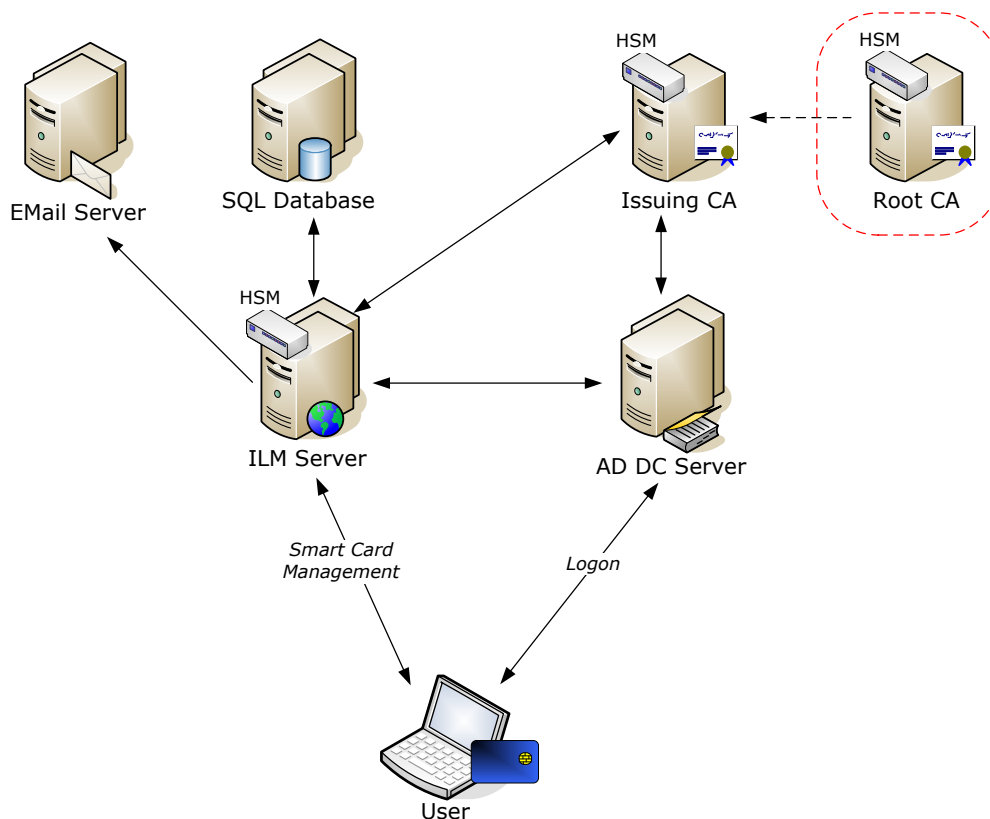 HSM
HSM
EMail Server
SQL Database
Issuing CA
Root CA
HSM
ILM Server
AD DC Server
Smart Card
Management
Logon
User